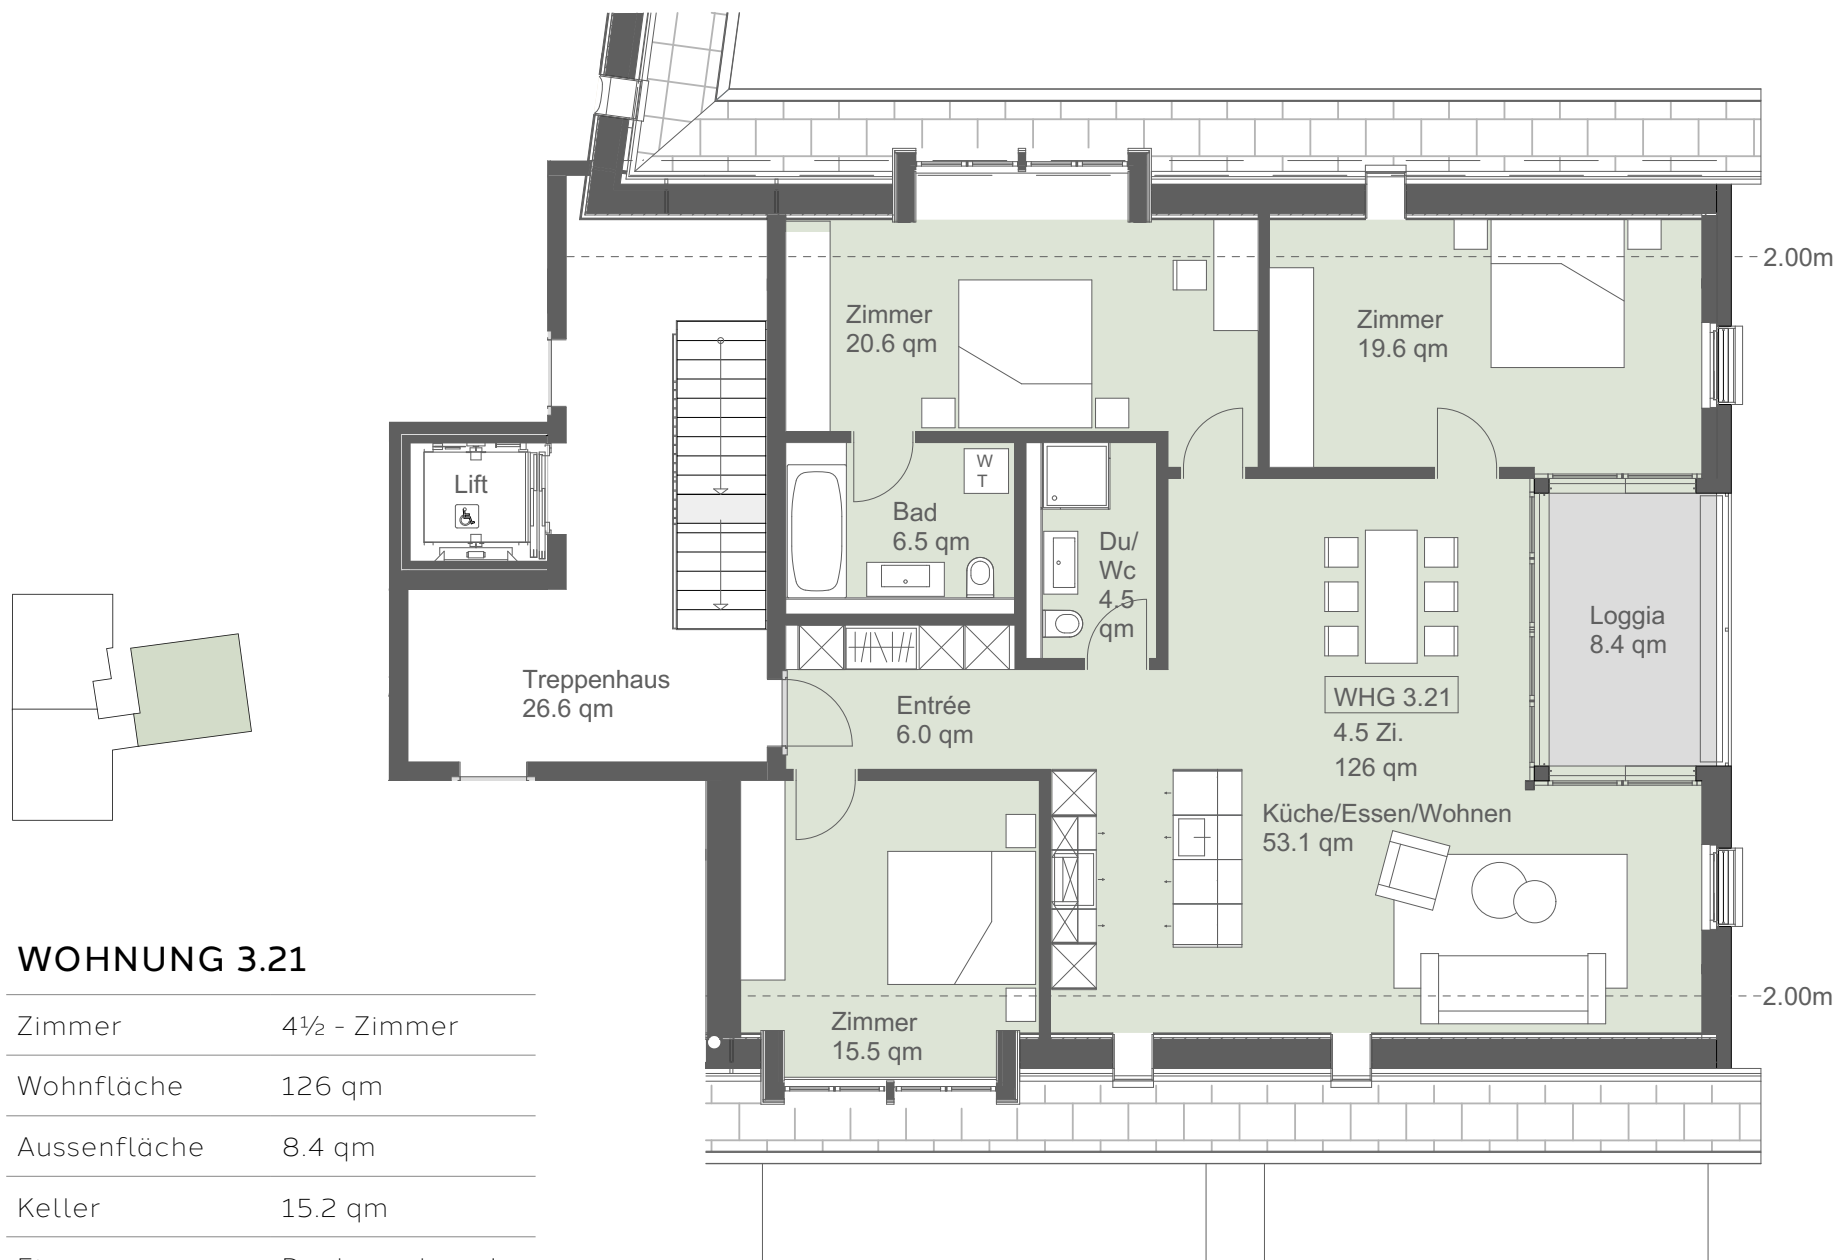 2.00m
Zimmer
20.6 qm
Zimmer
19.6 qm
Lift
W
T
Bad
6.5 qm
Du/
Wc
4.5
qm
Loggia
8.4 qm
Treppenhaus
26.6 qm
Entrée
6.0 qm
WHG 3.21
4.5 Zi.
126 qm
Küche/Essen/Wohnen
53.1 qm
Zimmer
15.5 qm
2.00m
WOHNUNG 3.21
Zimmer 4½ - Zimmer
Wohnfläche 126 qm
Aussenfläche 8.4 qm
Keller 15.2 qm